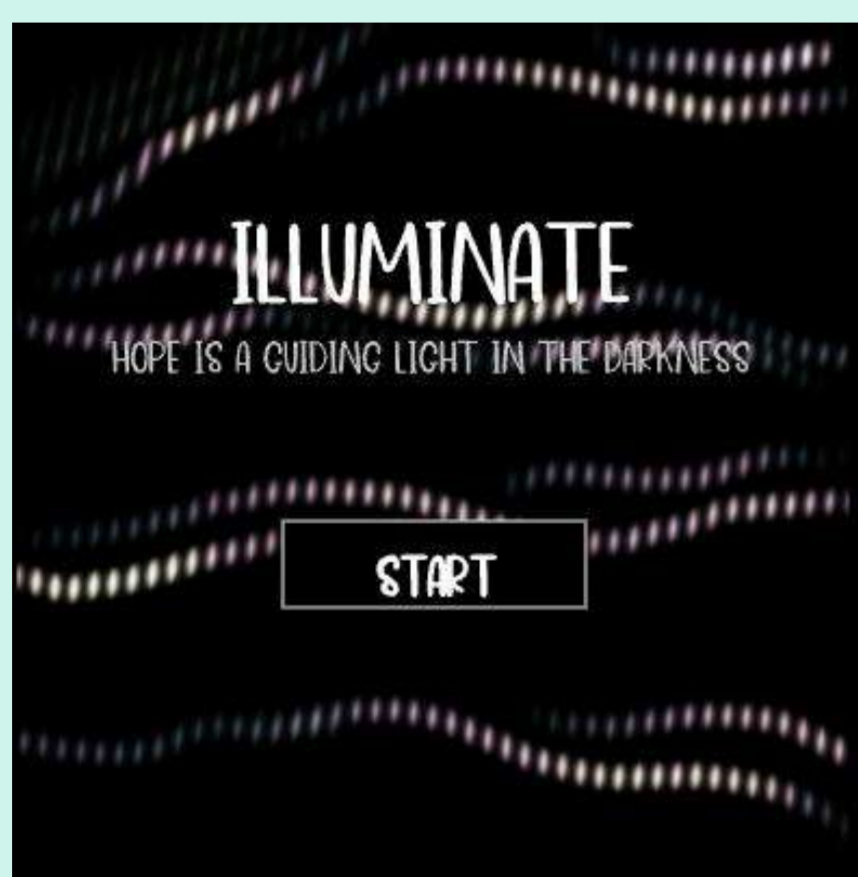 ILLUMINATE
HOPE IS A GUIDING LIGHT IN THE DARKNESS
START